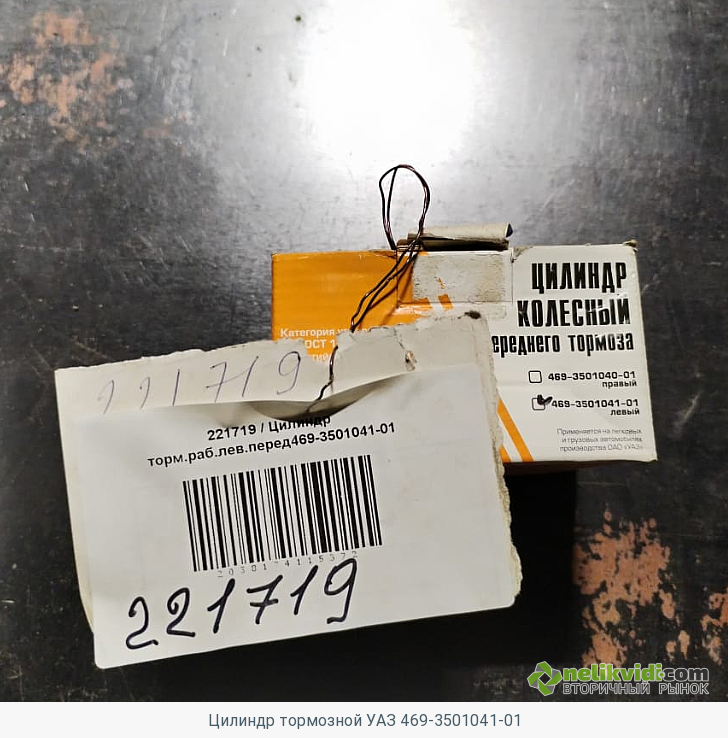 ЦИЛИНДР
КОЛЕСНЫЙ
ереднего тормоза
469-3501040-01
правый
469-3501041-01
левый
Применяется на легковых
и грузовых автомобилях
производства ОАО «УАЗ»
Категория
ОСТ
221719
221719 / Цилиндр
торм.раб.лев.перед469-3501041-01
221719
nelikvidi.com
ВТОРИЧНЫЙ РЫНОК
Цилиндр тормозной УАЗ 469-3501041-01